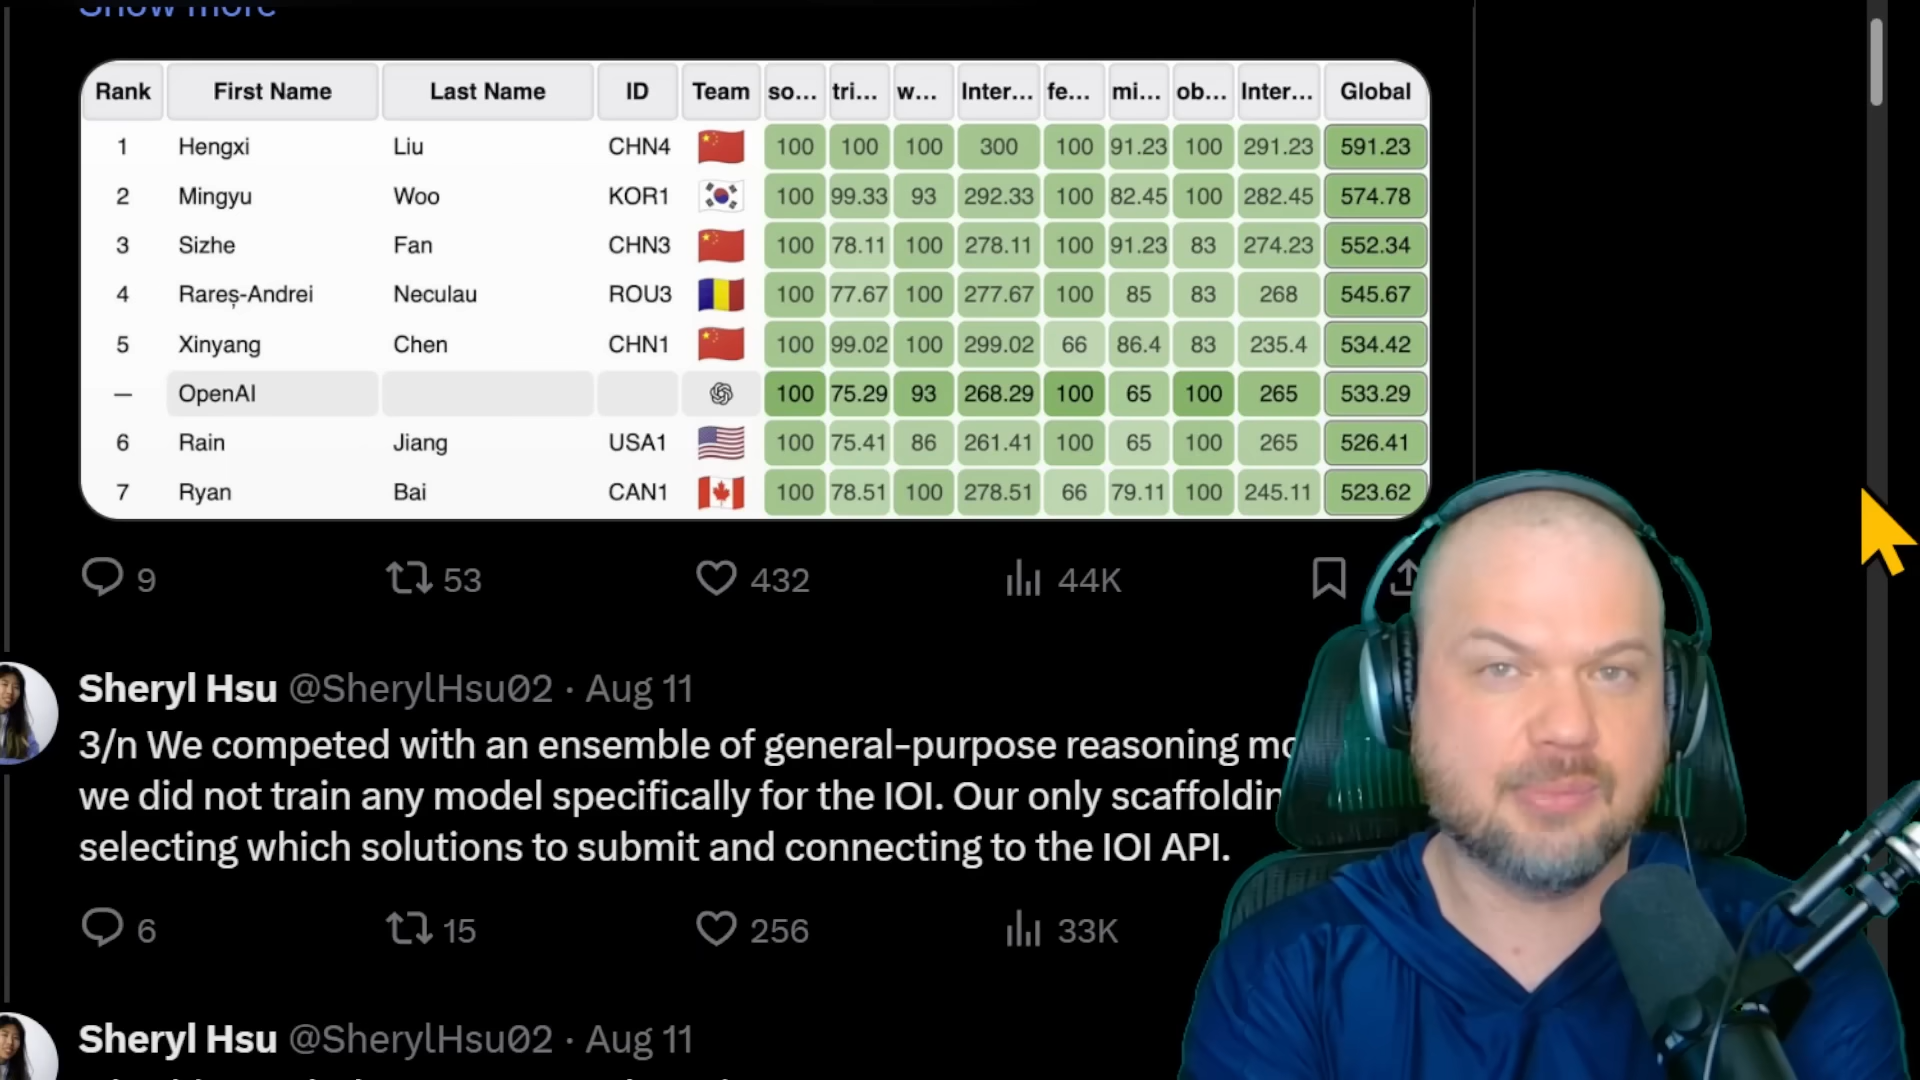 Show more
Rank First Name Last Name ID Team so... tri... w... Inter... fe... mi... ob... Inter... Global
1 Hengxi Liu CHN4 100 100 100 300 100 91.23 100 291.23 591.23
2 Mingyu Woo KOR1 100 99.33 93 292.33 100 82.45 100 282.45 574.78
3 Sizhe Fan CHN3 100 78.11 100 278.11 100 91.23 83 274.23 552.34
4 Rareș-Andrei Neculau ROU3 100 77.67 100 277.67 100 85 83 268 545.67
5 Xinyang Chen CHN1 100 99.02 100 299.02 66 86.4 83 235.4 534.42
— OpenAI 100 75.29 93 268.29 100 65 100 265 533.29
6 Rain Jiang USA1 100 75.41 86 261.41 100 65 100 265 526.41
7 Ryan Bai CAN1 100 78.51 100 278.51 66 79.11 100 245.11 523.62
9 53 432 44K
Sheryl Hsu @SherylHsu02 · Aug 11
3/n We competed with an ensemble of general-purpose reasoning
we did not train any model specifically for the IOI. Our only
selecting which solutions to submit and connecting to the IOI API.
6 15 256 33K
Sheryl Hsu @SherylHsu02 · Aug 11